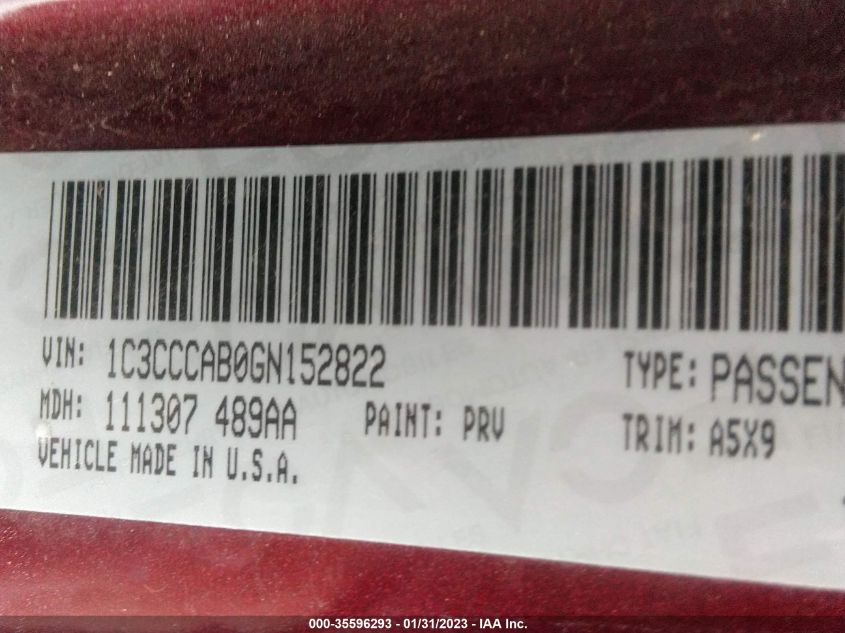 VIN: 1C3CCCAB0GN152822 TYPE: PASSEN
MDH: 111307 489AA PAINT: PRV TRIM: A5X9
VEHICLE MADE IN U.S.A.
000-35596293 - 01/31/2023 - IAA Inc.